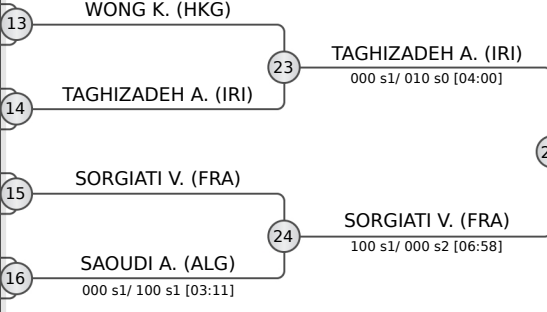 WONG K. (HKG)
13
23
TAGHIZADEH A. (IRI)
000 s1/ 010 s0 [04:00]
TAGHIZADEH A. (IRI)
14
SORGIATI V. (FRA)
15
24
SORGIATI V. (FRA)
100 s1/ 000 s2 [06:58]
SAOUDI A. (ALG)
16
000 s1/ 100 s1 [03:11]